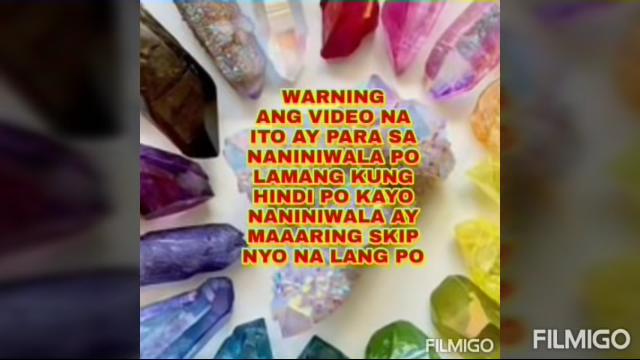 WARNING
ANG VIDEO NA
ITO AY PARA SA
NANINIWALA PO
LAMANG KUNG
HINDI PO KAYO
NANINIWALA AY
MAAARING SKIP
NYO NA LANG PO
FILMIGO
FILMIGO